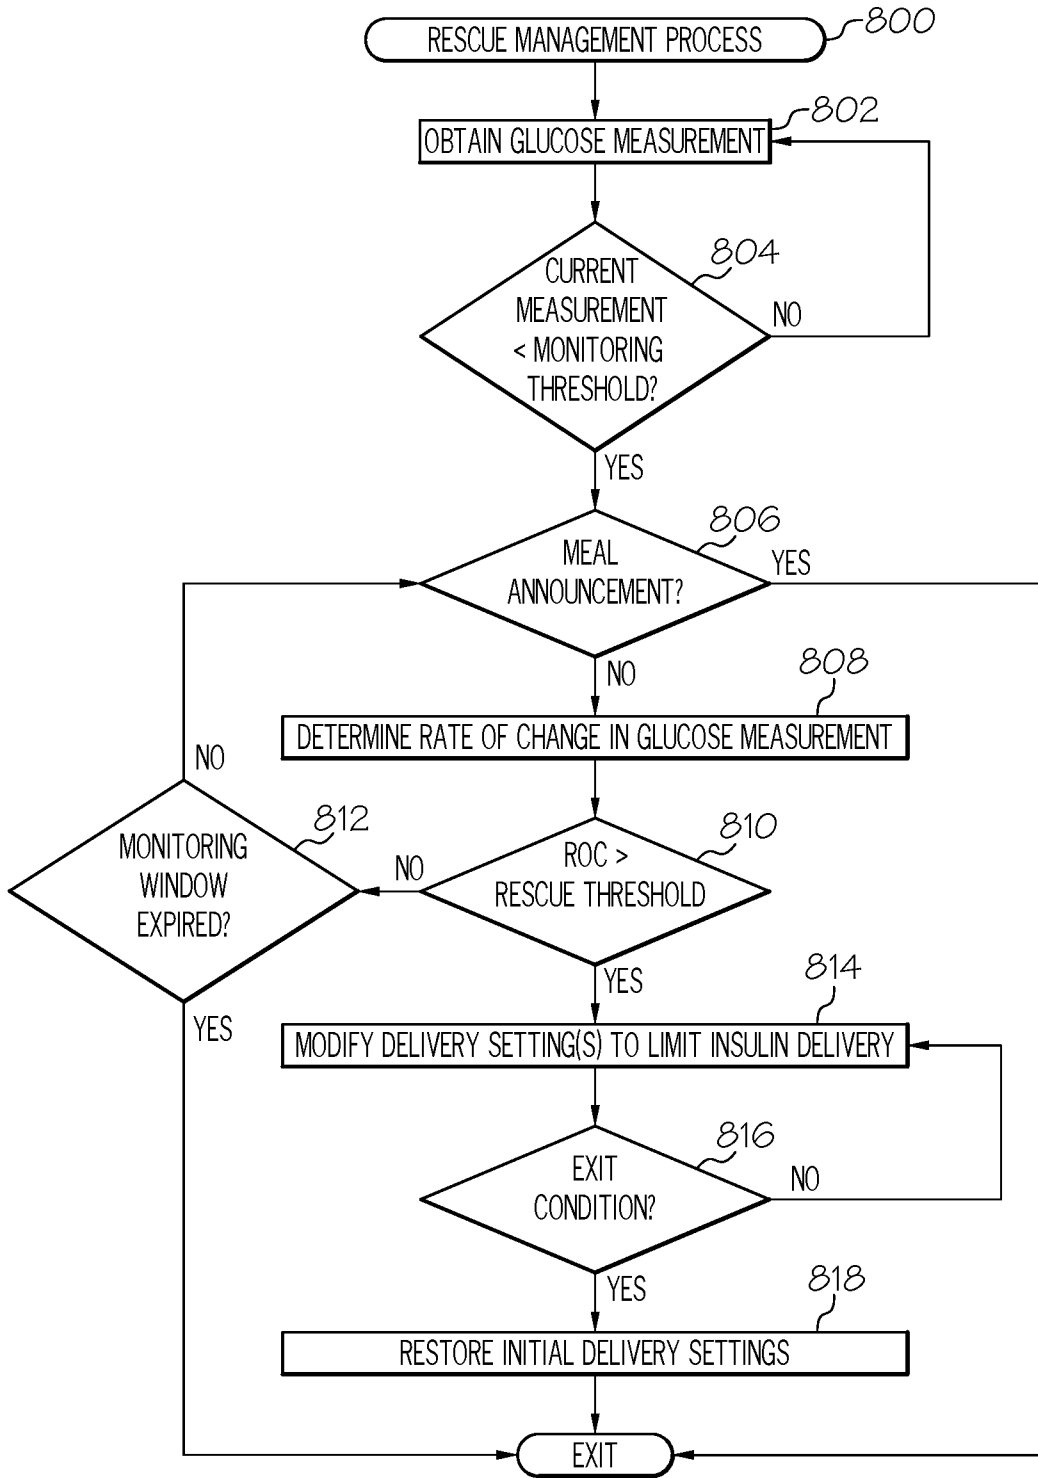 RESCUE MANAGEMENT PROCESS
800
802
OBTAIN GLUCOSE MEASUREMENT
804
CURRENT
MEASUREMENT
< MONITORING
THRESHOLD?
NO
YES
806
MEAL
ANNOUNCEMENT?
YES
NO
808
DETERMINE RATE OF CHANGE IN GLUCOSE MEASUREMENT
NO
812
MONITORING
WINDOW
EXPIRED?
YES
810
ROC >
RESCUE THRESHOLD
NO
YES
814
MODIFY DELIVERY SETTING(S) TO LIMIT INSULIN DELIVERY
816
EXIT
CONDITION?
NO
YES
818
RESTORE INITIAL DELIVERY SETTINGS
EXIT